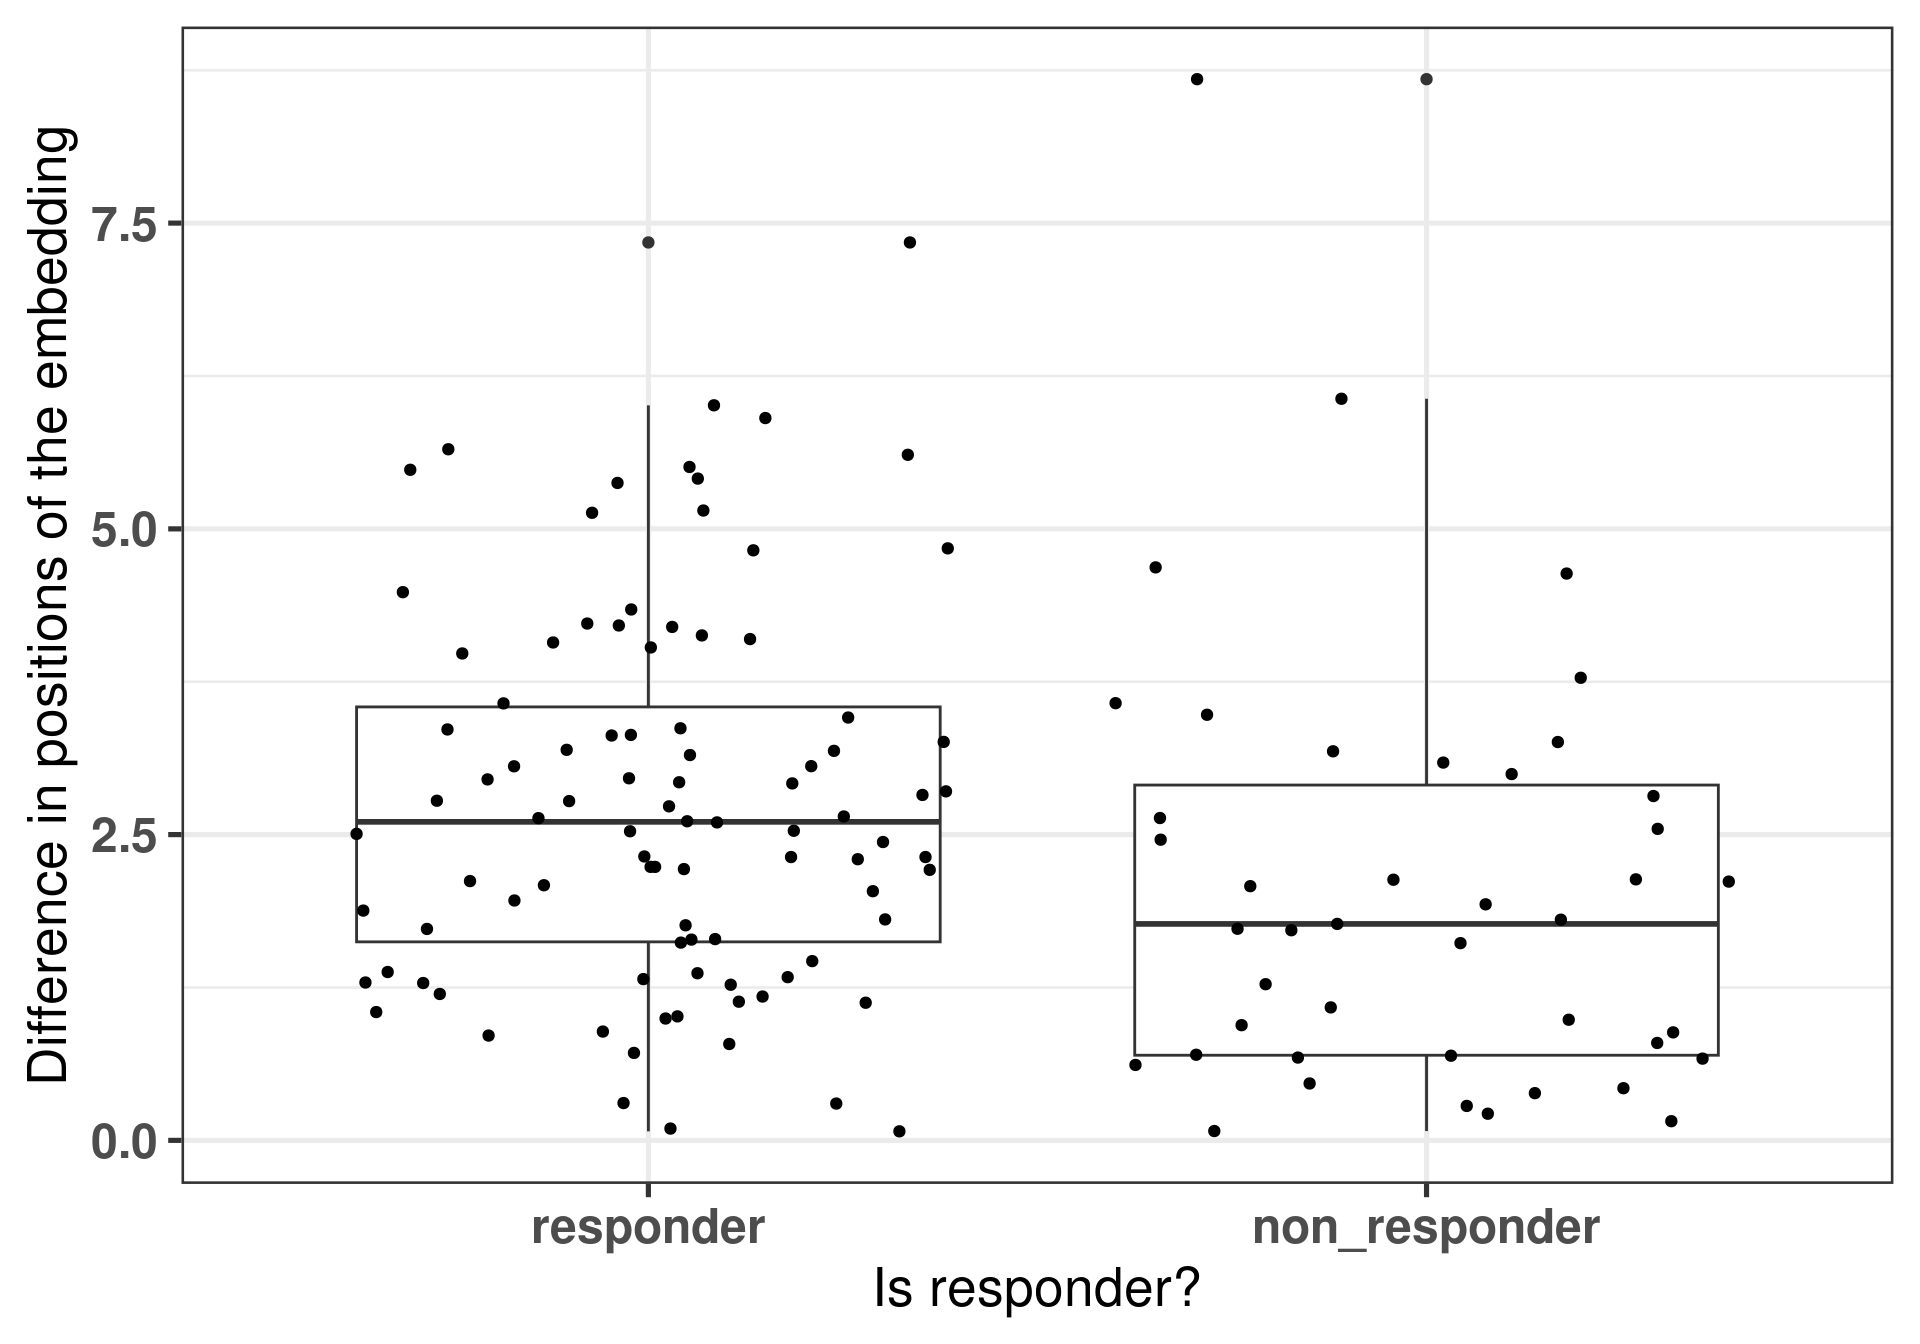 Difference in positions of the embedding
7.5
5.0
2.5
0.0
responder
non_responder
Is responder?